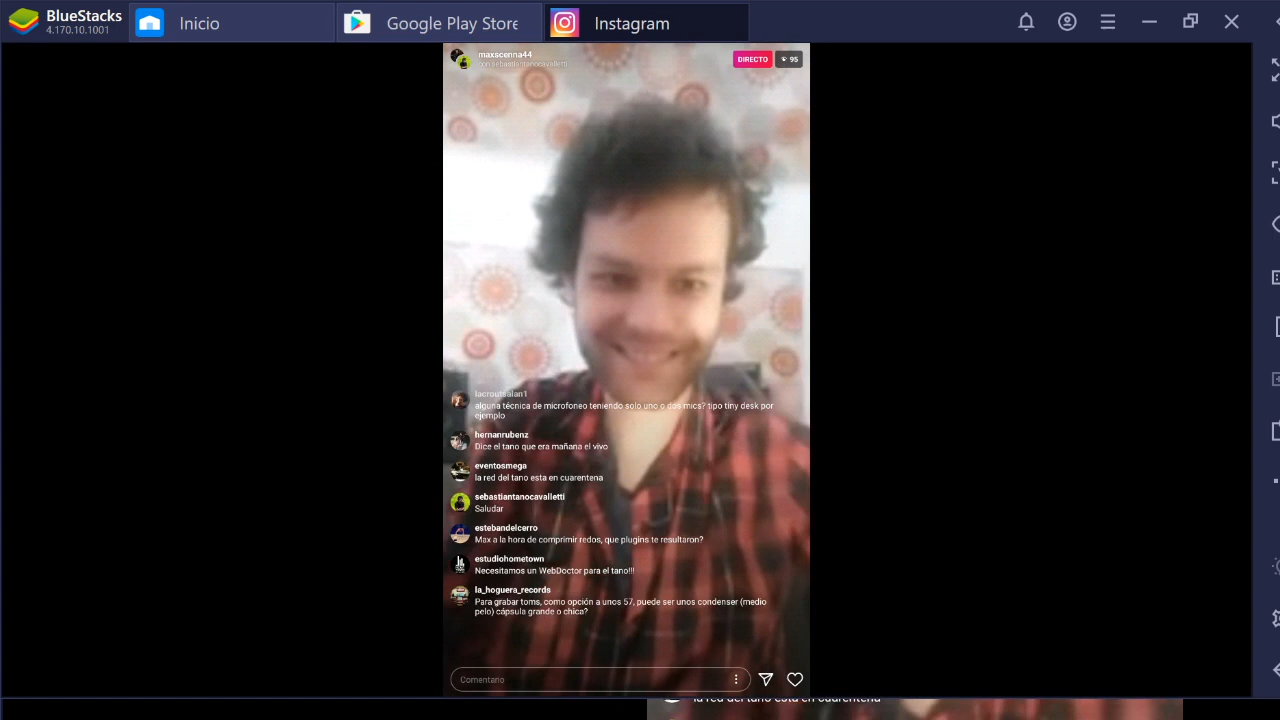 BlueStacks
4.170.10.1001
Inicio
Google Play Store
Instagram
maxscenna44
con sebastiantanocavalletti
DIRECTO
95
lacroutsalan1
alguna técnica de microfoneo teniendo solo uno o dos mics? tipo tiny desk por
ejemplo
hernanrubenz
Dice el tano que era mañana el vivo
eventosmega
la red del tano esta en cuarentena
sebastiantanocavalletti
Saludar
estebandelcerro
Max a la hora de comprimir redos, que plugins te resultaron?
estudiohometown
Necesitamos un WebDoctor para el tano!!!
la_hoguera_records
Para grabar toms, como opción a unos 57, puede ser unos condenser (medio
pelo) cápsula grande o chica?
Comentario
la red del tano esta en cuarentena